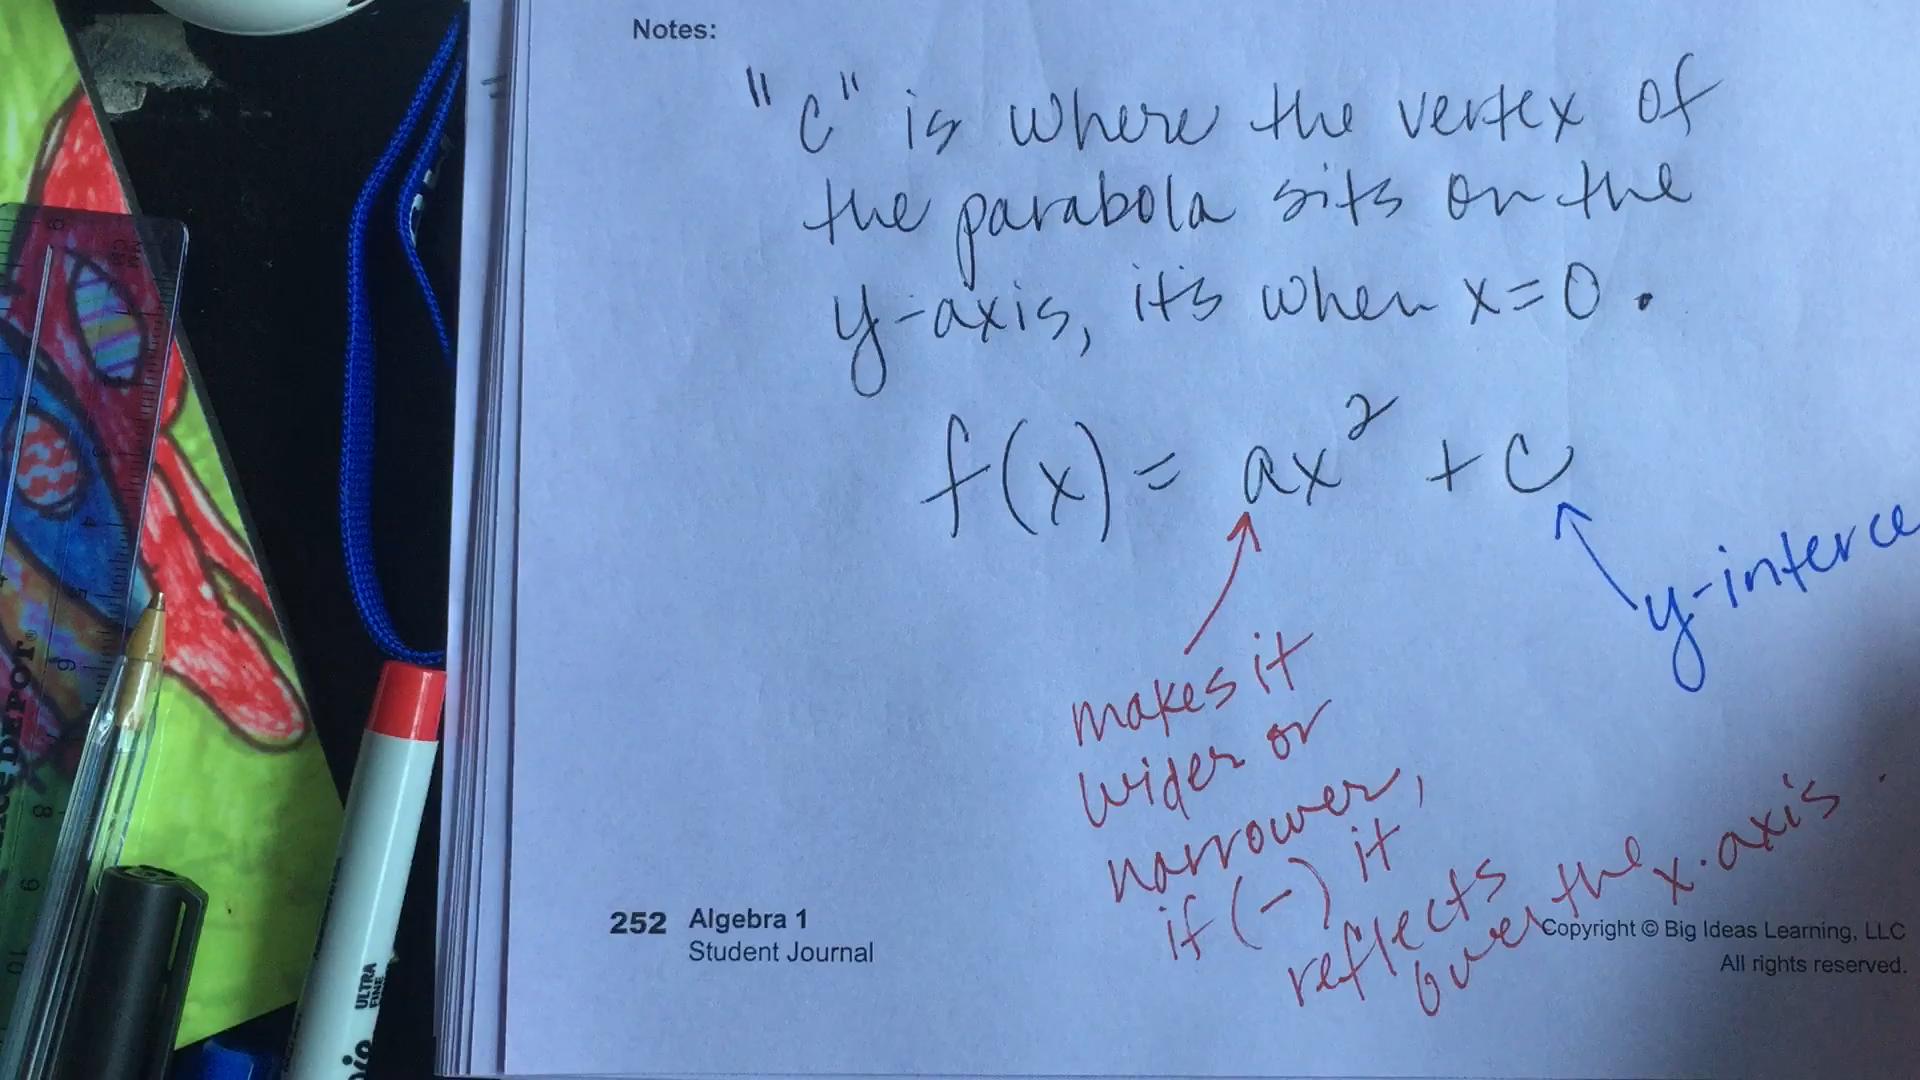 Notes:
"c" is where the vertex of
the parabola sits on the
y-axis, it's when x=0.
f(x) = ax² + c
y-interce
makes it
wider or
narrower,
if (-) it
reflects
over the x-axis.
252 Algebra 1
Student Journal
Copyright © Big Ideas Learning, LLC
All rights reserved.
ULTRA
FINE